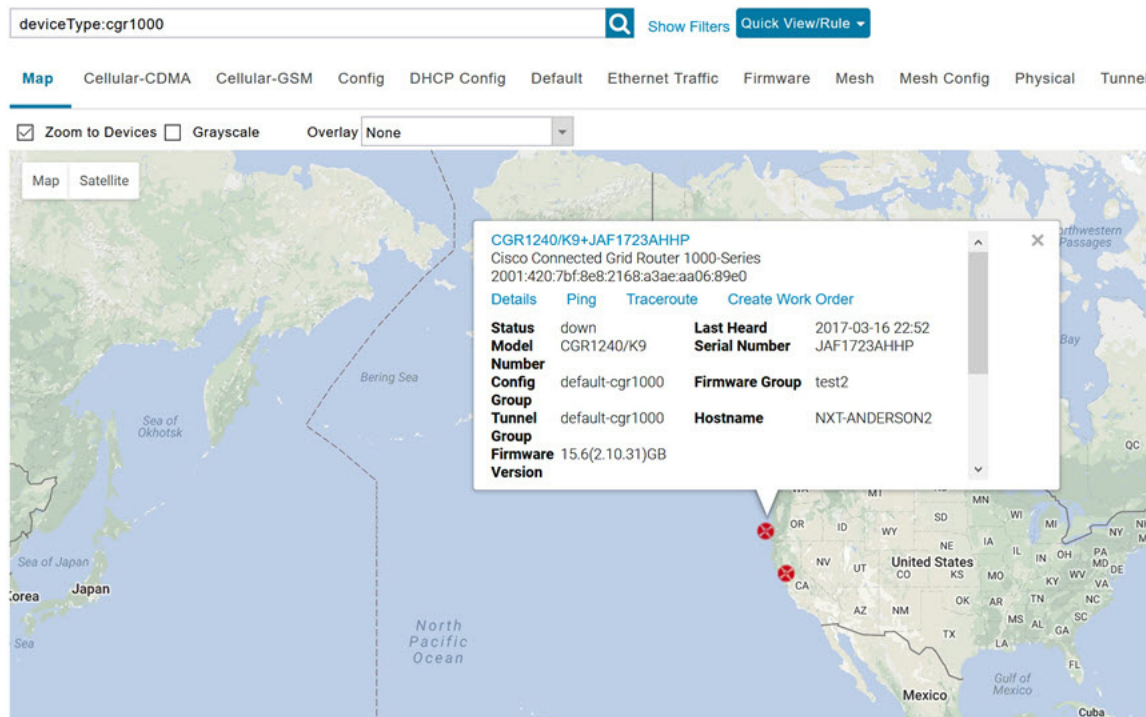 deviceType:cgr1000
Show Filters
Quick View/Rule
Map Cellular-CDMA Cellular-GSM Config DHCP Config Default Ethernet Traffic Firmware Mesh Mesh Config Physical Tunnel
Zoom to Devices Grayscale Overlay None
Map Satellite
CGR1240/K9+JAF1723AHHP
Cisco Connected Grid Router 1000-Series
2001:420:7bf:8e8:2168:a3ae:aa06:89e0
Details Ping Traceroute Create Work Order
Status down Last Heard 2017-03-16 22:52
Model Number CGR1240/K9 Serial Number JAF1723AHHP
Config Group default-cgr1000 Firmware Group test2
Tunnel Group default-cgr1000 Hostname NXT-ANDERSON2
Firmware Version 15.6(2.10.31)GB
Passages
Bay
Bering Sea
Sea of
Okhotsk
QC
WA MT MN
OR ID SD WI MI NY
WY
NE IA IL IN OH PA
NV UT United States MD DE
CO KS MO KY WV VA
CA
AZ NM OK AR TN NC
MS AL GA SC
TX LA
FL
Sea of Japan
Japan
North
Pacific
Ocean
Sea
Gulf of
Mexico
Mexico
Cuba